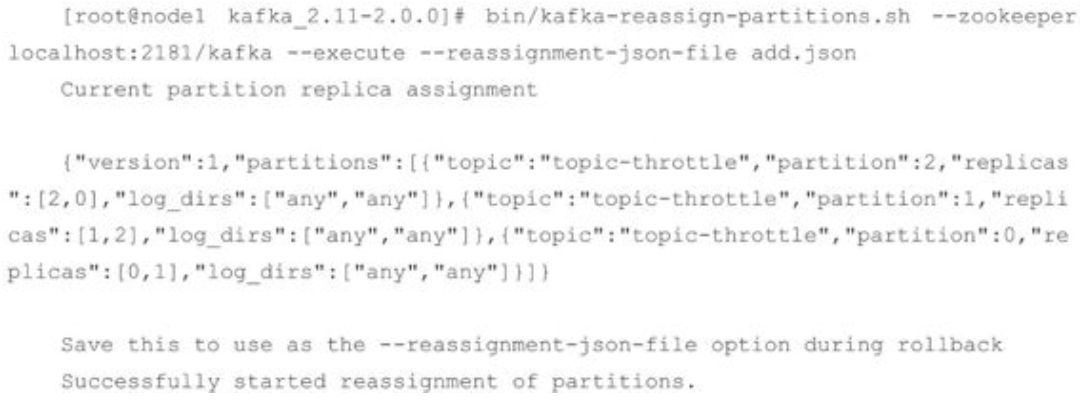 [root@node1 kafka_2.11-2.0.0]# bin/kafka-reassign-partitions.sh --zookeeper
localhost:2181/kafka --execute --reassignment-json-file add.json
Current partition replica assignment
{"version":1,"partitions":[{"topic":"topic-throttle","partition":2,"replicas
":[2,0],"log_dirs":["any","any"]},{"topic":"topic-throttle","partition":1,"repli
cas":[1,2],"log_dirs":["any","any"]},{"topic":"topic-throttle","partition":0,"re
plicas":[0,1],"log_dirs":["any","any"]}]}
Save this to use as the --reassignment-json-file option during rollback
Successfully started reassignment of partitions.